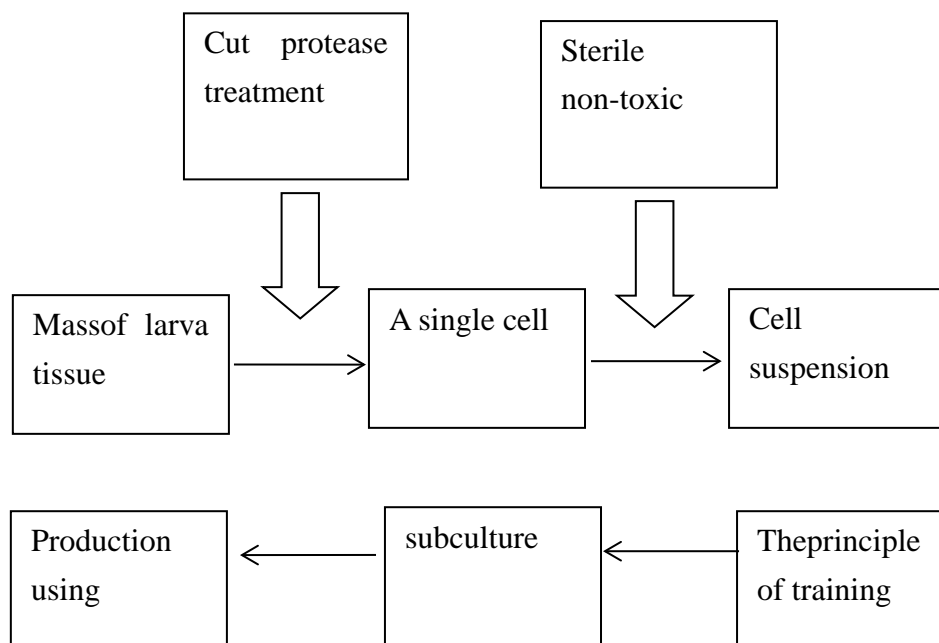 Cut protease
treatment
Sterile
non-toxic
Massof larva
tissue
A single cell
Cell
suspension
Production
using
subculture
Theprinciple
of training